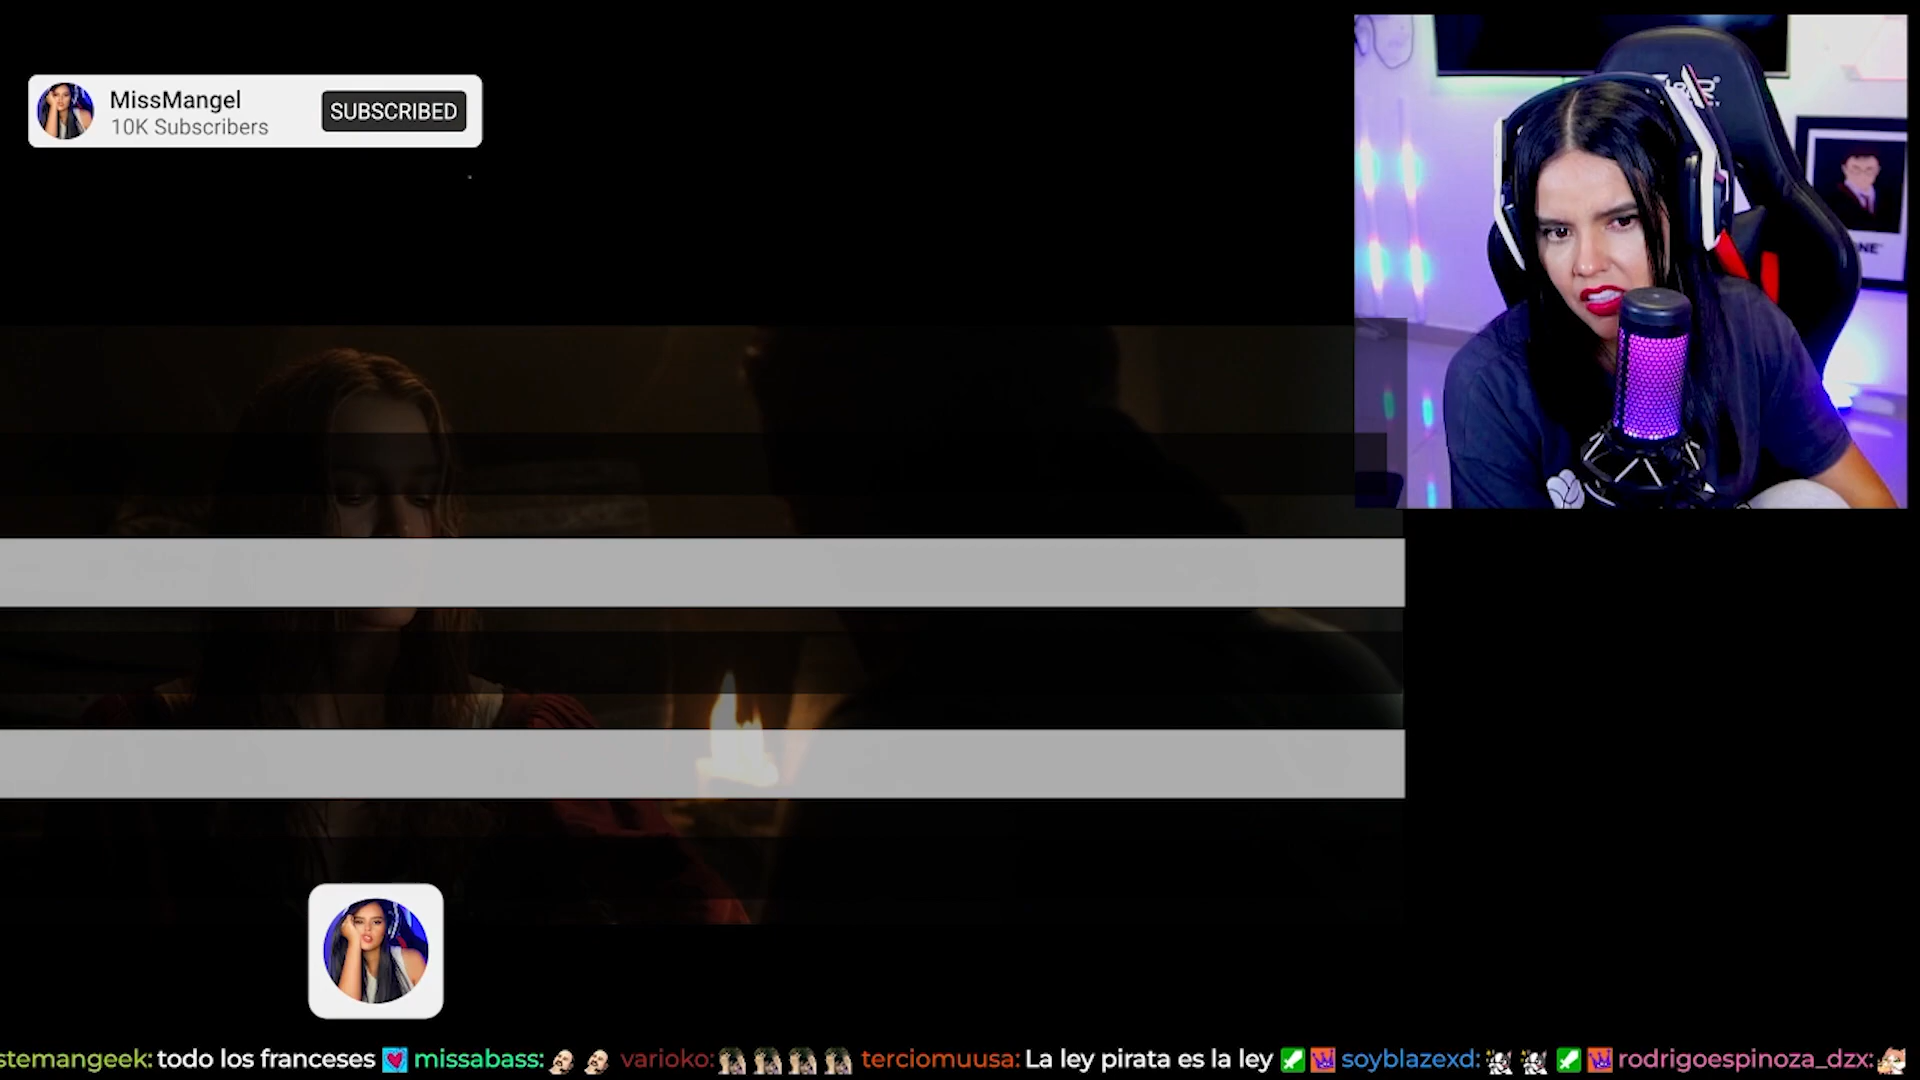 MissMangel
10K Subscribers
SUBSCRIBED
stemangeek: todo los franceses missabass: varioko: terciomuusa: La ley pirata es la ley soyblazexd: rodrigoespinoza_dzx: